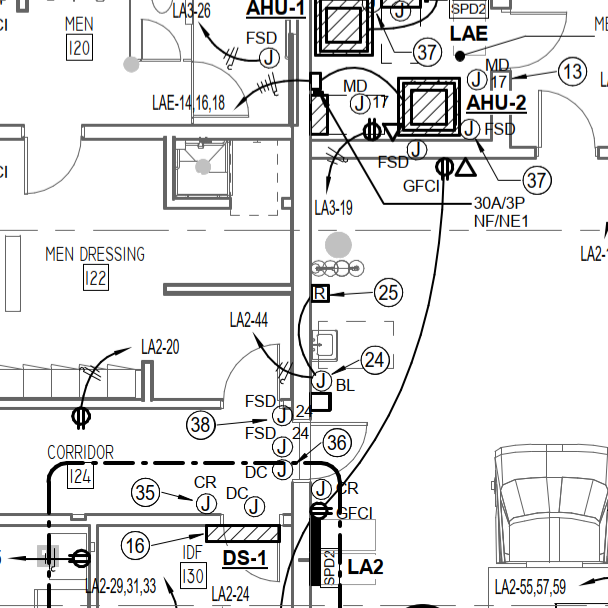 LA3-26
AHU-1
SPD2
J
MEN
120
FSD
J
37
LAE
MD
J
17
13
LAE-14,16,18
MD
J
17
AHU-2
J
FSD
FSD
J
GFCI
37
LA3-19
30A/3P
NF/NE1
MEN DRESSING
122
R
25
LA2-44
LA2-20
24
J
BL
FSD
J
24
38
FSD
J
24
36
CORRIDOR
124
DC
J
CR
J
DC
J
35
J
CR
GFCI
16
IDF
130
DS-1
SPD2
LA2
LA2-29,31,33
LA2-24
LA2-55,57,59